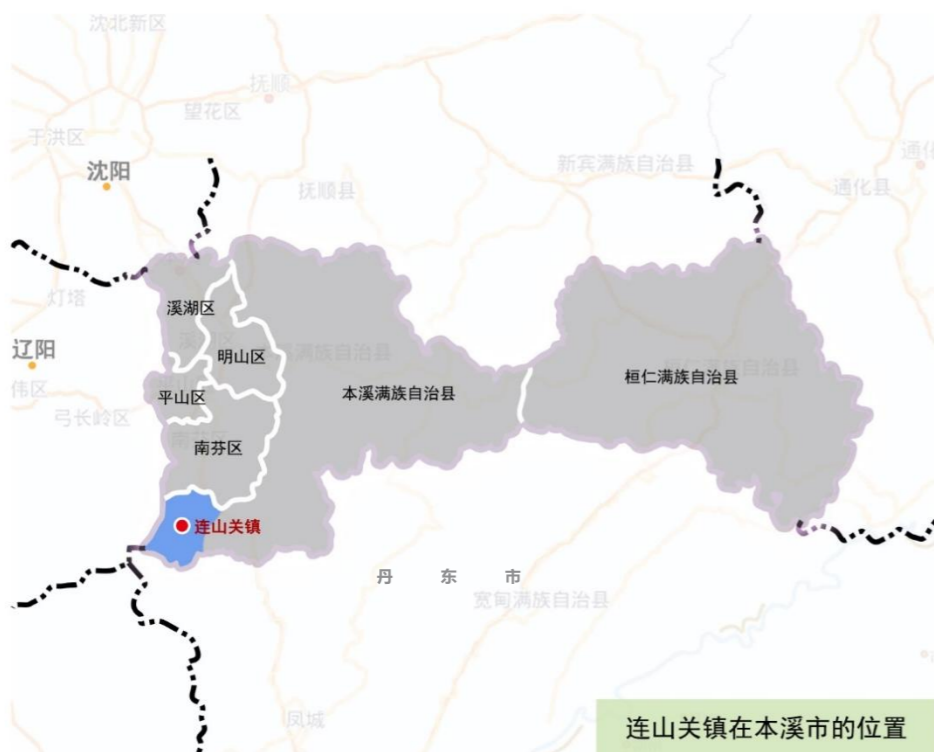 沈北新区
抚顺
望花区
于洪区
沈阳
新宾满族自治县
抚顺县
通化县
灯塔
溪湖区
辽阳
明山区
桓仁满族自治县
本溪满族自治县
平山区
弓长岭区
南芬区
连山关镇
丹东市
宽甸满族自治县
凤城
连山关镇在本溪市的位置